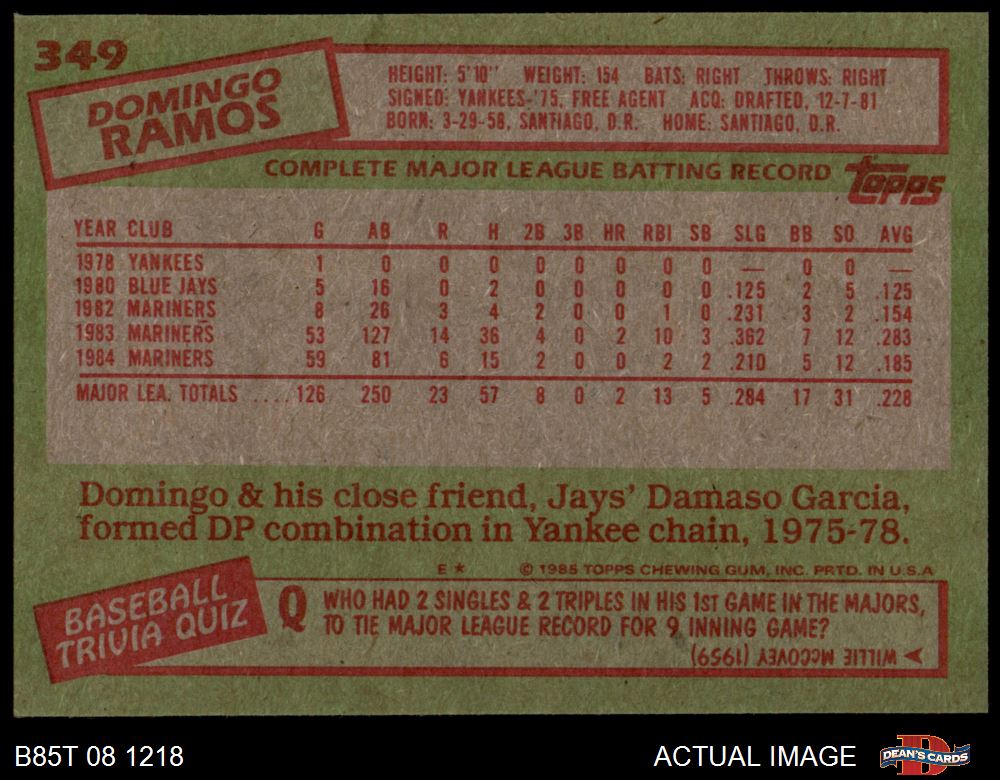 349
DOMINGO
RAMOS
HEIGHT: 5'10" WEIGHT: 154 BATS: RIGHT THROWS: RIGHT
SIGNED: YANKEES-'75, FREE AGENT ACQ: DRAFTED, 12-7-81
BORN: 3-29-58, SANTIAGO, D.R. HOME: SANTIAGO, D.R.
COMPLETE MAJOR LEAGUE BATTING RECORD
Topps
YEAR CLUB G AB R H 2B 3B HR RBI SB SLG BB SO AVG
1978 YANKEES 1 0 0 0 0 0 0 0 0 — 0 0 —
1980 BLUE JAYS 5 16 0 2 0 0 0 0 0 .125 2 5 .125
1982 MARINERS 8 26 3 4 2 0 0 1 0 .231 3 2 .154
1983 MARINERS 53 127 14 36 4 0 2 10 3 .362 7 12 .283
1984 MARINERS 59 81 6 15 2 0 0 2 2 .210 5 12 .185
MAJOR LEA. TOTALS .... 126 250 23 57 8 0 2 13 5 .284 17 31 .228
Domingo & his close friend, Jays' Damaso Garcia,
formed DP combination in Yankee chain, 1975-78.
E * © 1985 TOPPS CHEWING GUM, INC. PRTD. IN U.S.A
BASEBALL
TRIVIA QUIZ
Q WHO HAD 2 SINGLES & 2 TRIPLES IN HIS 1ST GAME IN THE MAJORS,
TO TIE MAJOR LEAGUE RECORD FOR 9 INNING GAME?
WILLIE McCOVEY (1959)
B85T 08 1218
ACTUAL IMAGE
D
DEAN'S CARDS